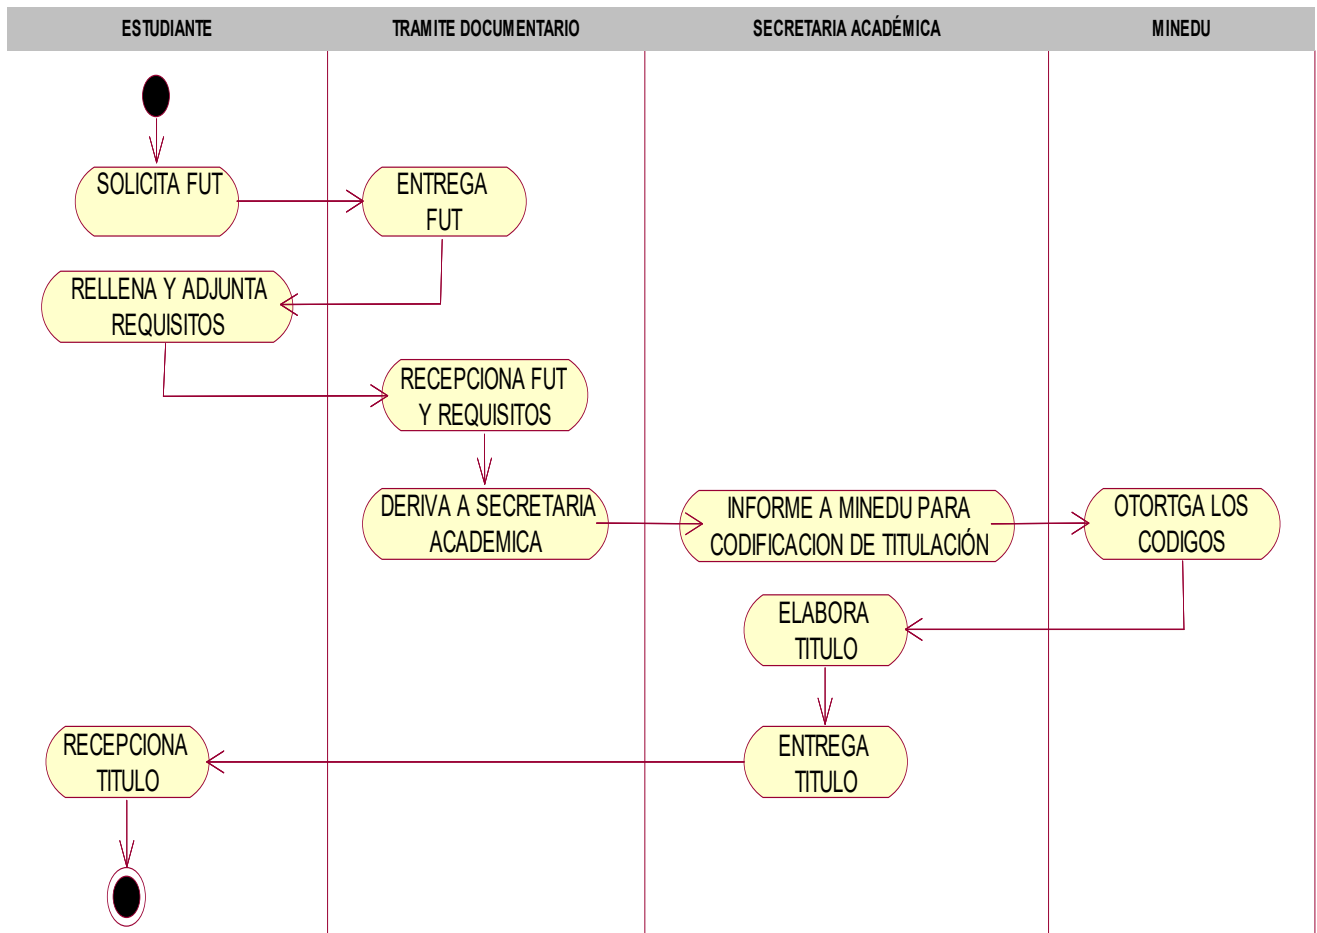 ESTUDIANTE
TRAMITE DOCUMENTARIO
SECRETARIA ACADÉMICA
MINEDU
SOLICITA FUT
ENTREGA
FUT
RELLENA Y ADJUNTA
REQUISITOS
RECEPCIONA FUT
Y REQUISITOS
DERIVA A SECRETARIA
ACADEMICA
INFORME A MINEDU PARA
CODIFICACION DE TITULACIÓN
OTORTGA LOS
CODIGOS
ELABORA
TITULO
ENTREGA
TITULO
RECEPCIONA
TITULO